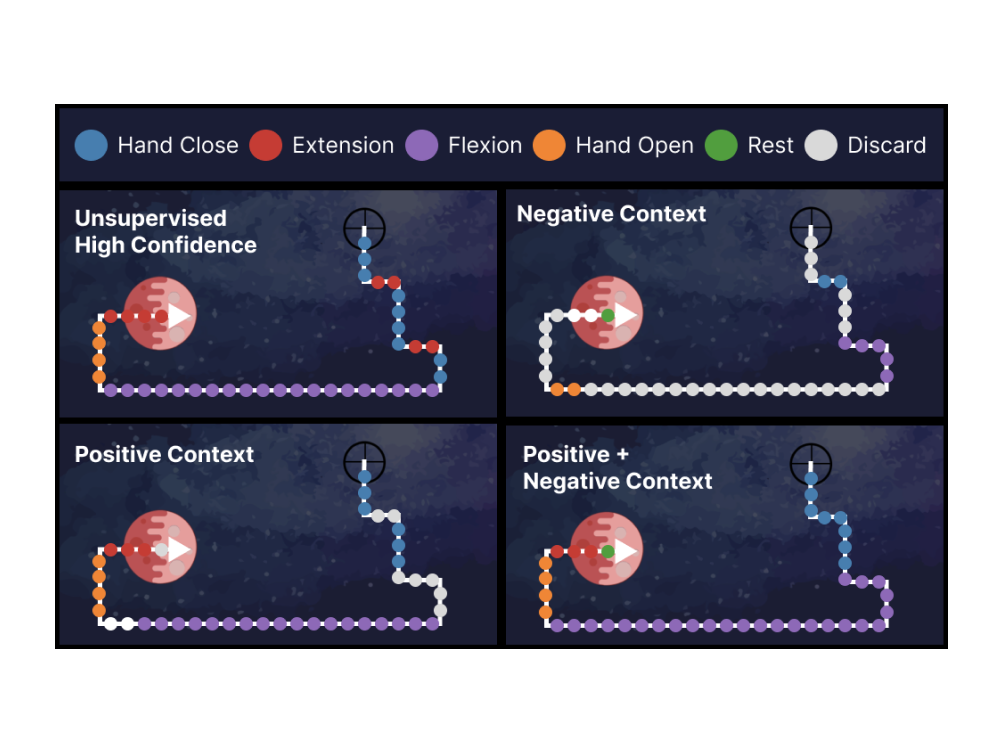 Hand Close Extension Flexion Hand Open Rest Discard
Unsupervised
High Confidence
Negative Context
Positive Context
Positive +
Negative Context